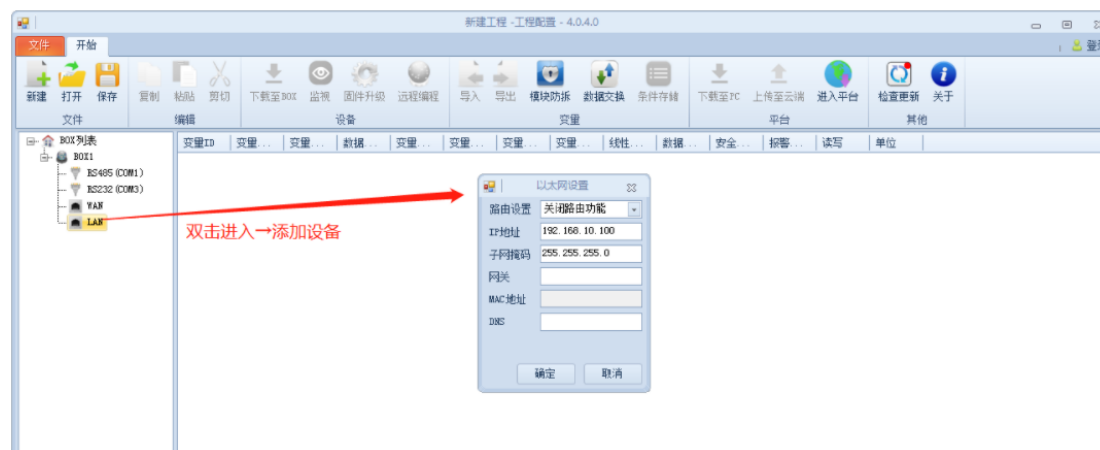 新建工程 -工程配置 - 4.0.4.0
文件 开始
新建 打开 保存 复制 粘贴 剪切 下载至BOX 监视 固件升级 远程编程 导入 导出 模块防拆 数据交换 条件存储 下载至PC 上传至云端 进入平台 检查更新 关于
文件 编辑 设备 变量 平台 其他
BOX列表
BOX1
RS485(COM1)
RS232(COM3)
WAN
LAN
变量ID 变量... 变量... 数据... 变量... 变量... 变量... 变量... 线性... 数据... 安全... 报警... 读写 单位
双击进入→添加设备
以太网设置
路由设置 关闭路由功能
IP地址 192.168.10.100
子网掩码 255.255.255.0
网关
MAC地址
DNS
确定 取消